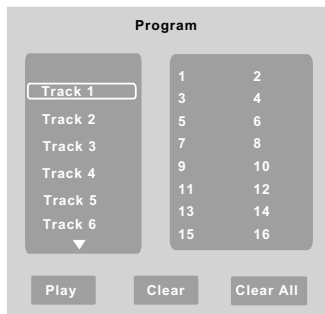 Program
Track 1
Track 2
Track 3
Track 4
Track 5
Track 6
1 2
3 4
5 6
7 8
9 10
11 12
13 14
15 16
Play Clear Clear All